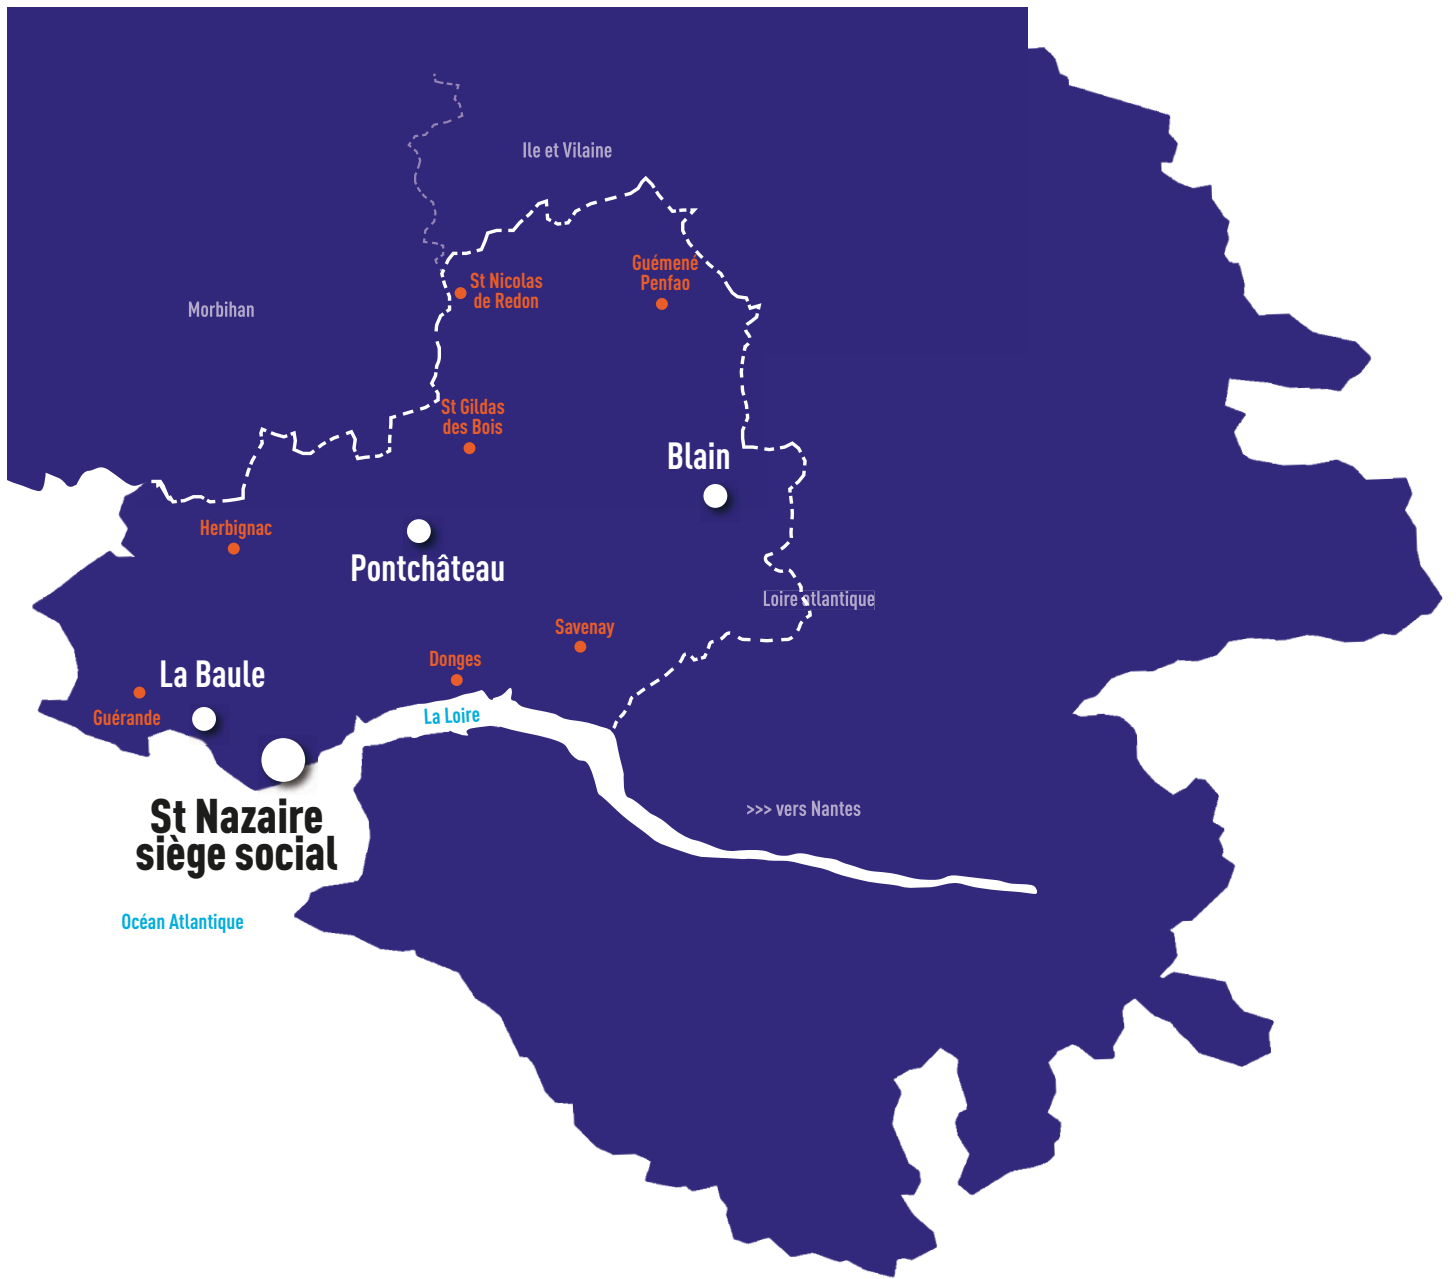 Ile et Vilaine
Guémené
Penfao
St Nicolas
de Redon
Morbihan
St Gildas
des Bois
Blain
Herbignac
Pontchâteau
Loire atlantique
Savenay
Donges
La Baule
Guérande
La Loire
St Nazaire
siège social
>>> vers Nantes
Océan Atlantique